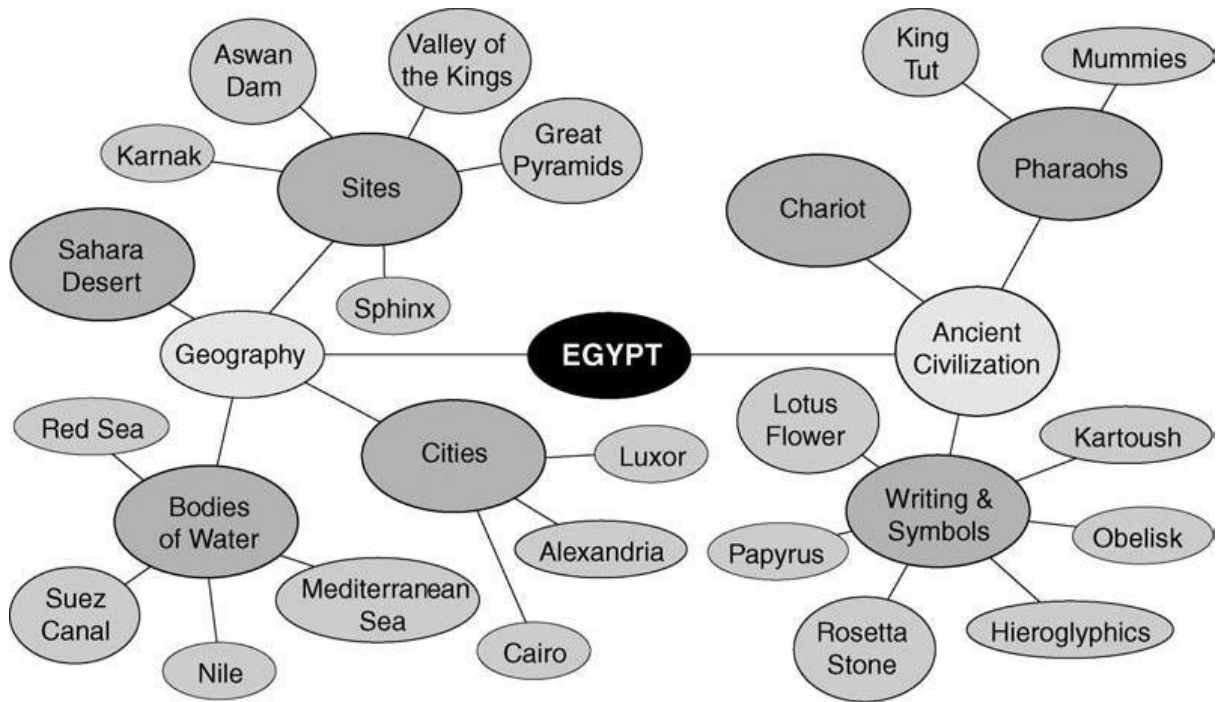 Aswan
Dam
Valley of
the Kings
Karnak
Great
Pyramids
Sites
Sahara
Desert
Sphinx
Geography
EGYPT
Red Sea
Bodies
of Water
Suez
Canal
Nile
Mediterranean
Sea
Cities
Luxor
Alexandria
Cairo
King
Tut
Mummies
Pharaohs
Chariot
Ancient
Civilization
Lotus
Flower
Kartoush
Writing &
Symbols
Papyrus
Obelisk
Rosetta
Stone
Hieroglyphics